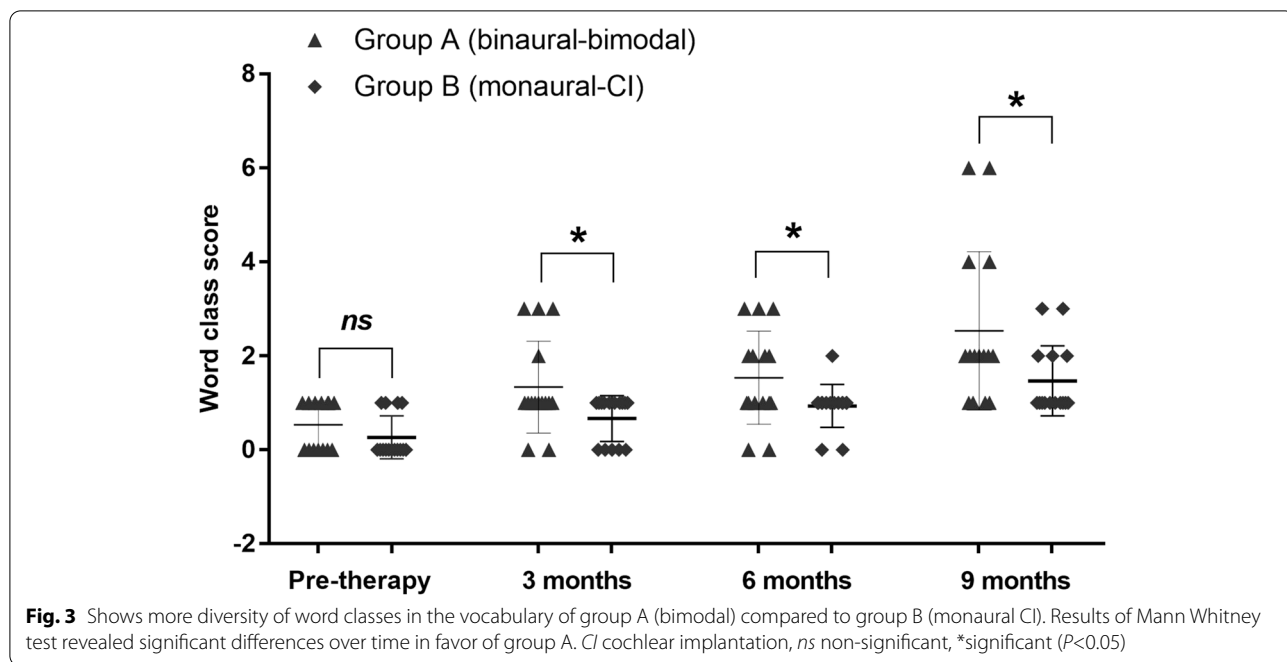 Group A (binaural-bimodal)
Group B (monaural-CI)
8
6
4
2
0
-2
Word class score
ns
*
*
*
Pre-therapy 3 months 6 months 9 months
Fig. 3 Shows more diversity of word classes in the vocabulary of group A (bimodal) compared to group B (monaural CI). Results of Mann Whitney
test revealed significant differences over time in favor of group A. CI cochlear implantation, ns non-significant, *significant (P<0.05)